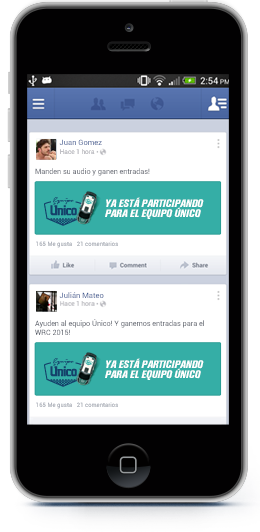 2:54 PM
Juan Gomez
Hace 1 hora
Manden su audio y ganen entradas!
Equipo
Único
YA ESTÁ PARTICIPANDO
PARA EL EQUIPO ÚNICO
168 Me gusta 21 comentarios
Like Comment Share
Julián Mateo
Hace 1 hora
Ayuden al equipo Único! Y ganemos entradas para el
WRC 2015!
Equipo
Único
YA ESTÁ PARTICIPANDO
PARA EL EQUIPO ÚNICO
168 Me gusta 21 comentarios